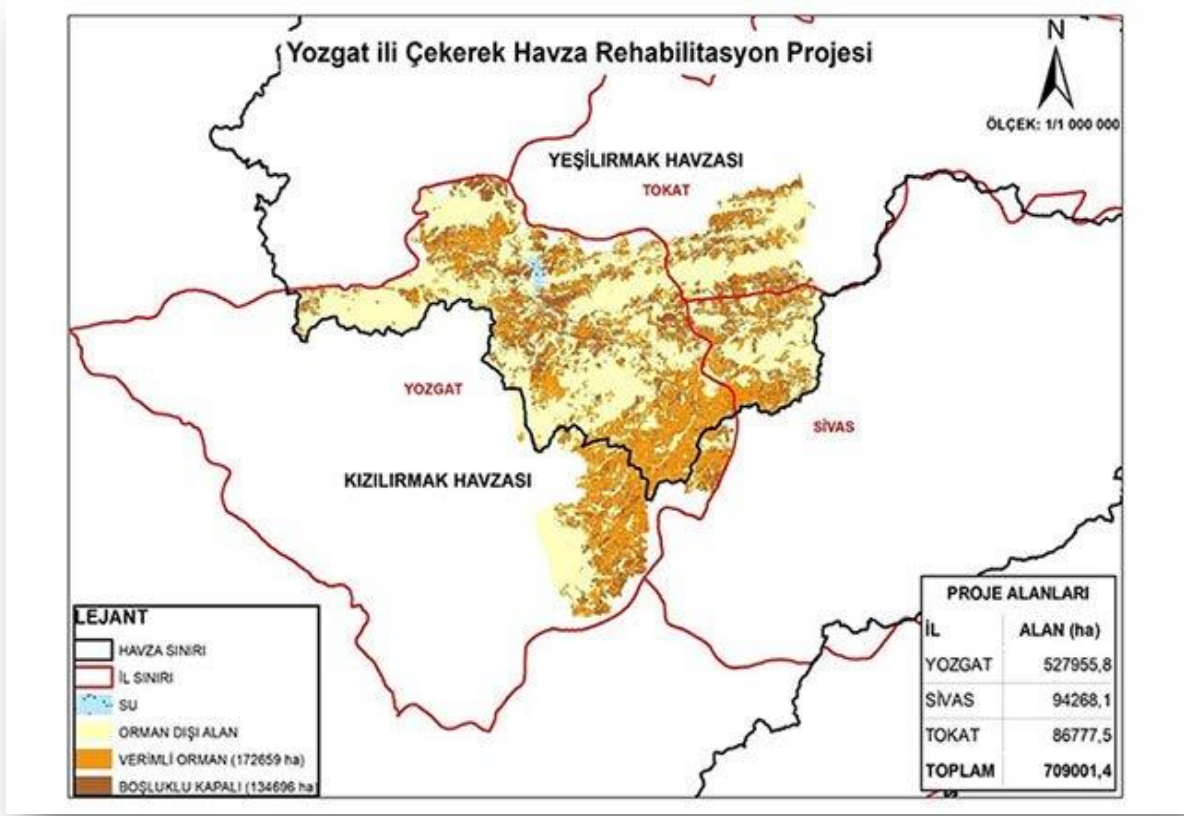 Yozgat ili Çekerek Havza Rehabilitasyon Projesi
N
ÖLÇEK: 1/1 000 000
YEŞİLIRMAK HAVZASI
TOKAT
YOZGAT
SİVAS
KIZILIRMAK HAVZASI
LEJANT
HAVZA SINIRI
İL SINIRI
SU
ORMAN DIŞI ALAN
VERİMLİ ORMAN (172659 ha)
BOŞLUKLU KAPALI (134696 ha)
PROJE ALANLARI
İL ALAN (ha)
YOZGAT 527955,8
SİVAS 94268,1
TOKAT 86777,5
TOPLAM 709001,4